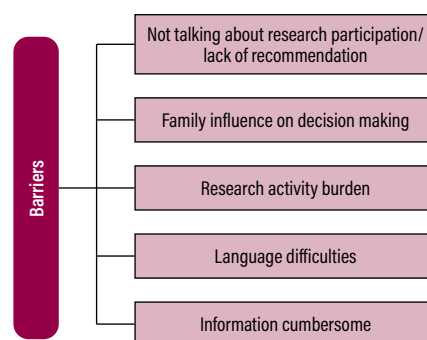 Barriers
Not talking about research participation/
lack of recommendation
Family influence on decision making
Research activity burden
Language difficulties
Information cumbersome